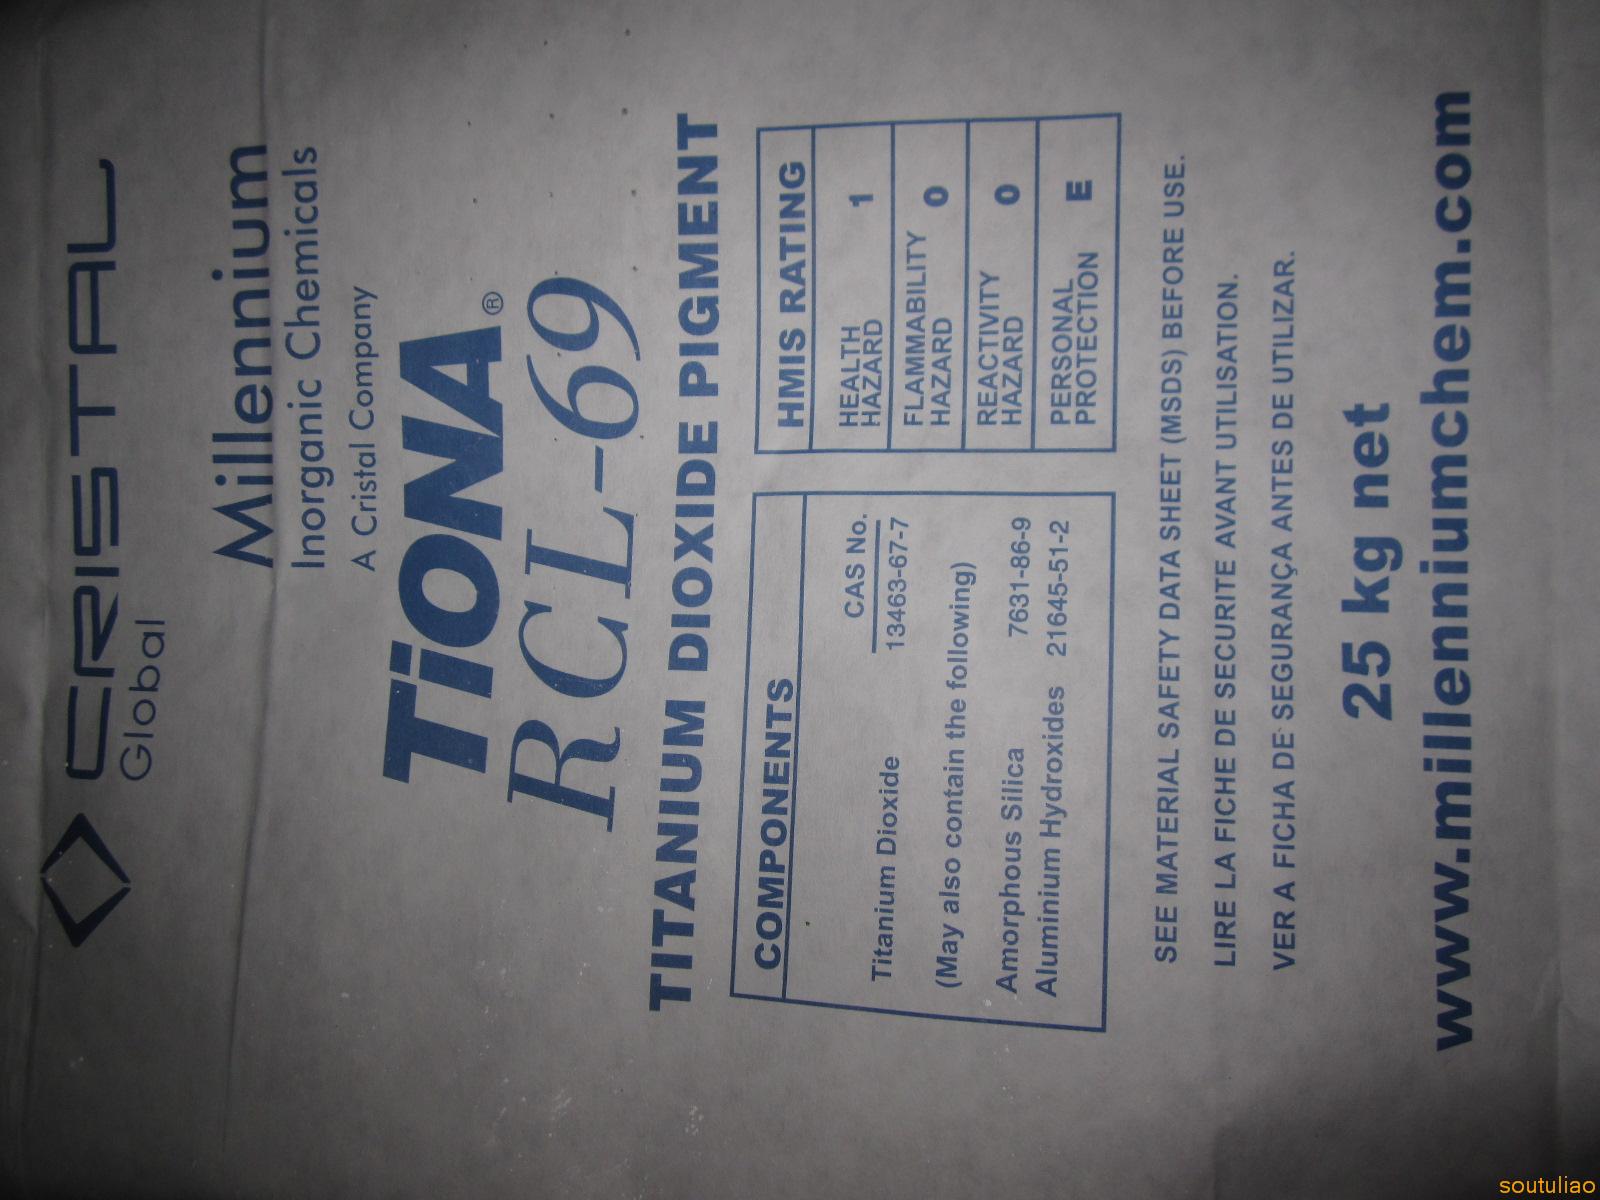 CRISTAL
Global
Millennium
Inorganic Chemicals
A Cristal Company
TiONA®
RCL-69
TITANIUM DIOXIDE PIGMENT
COMPONENTS
CAS No.
Titanium Dioxide 13463-67-7
(May also contain the following)
Amorphous Silica 7631-86-9
Aluminium Hydroxides 21645-51-2
HMIS RATING
HEALTH
HAZARD 1
FLAMMABILITY
HAZARD 0
REACTIVITY
HAZARD 0
PERSONAL
PROTECTION E
SEE MATERIAL SAFETY DATA SHEET (MSDS) BEFORE USE.
LIRE LA FICHE DE SECURITE AVANT UTILISATION.
VER A FICHA DE SEGURANÇA ANTES DE UTILIZAR.
25 kg net
www.millenniumchem.com
soutuliao